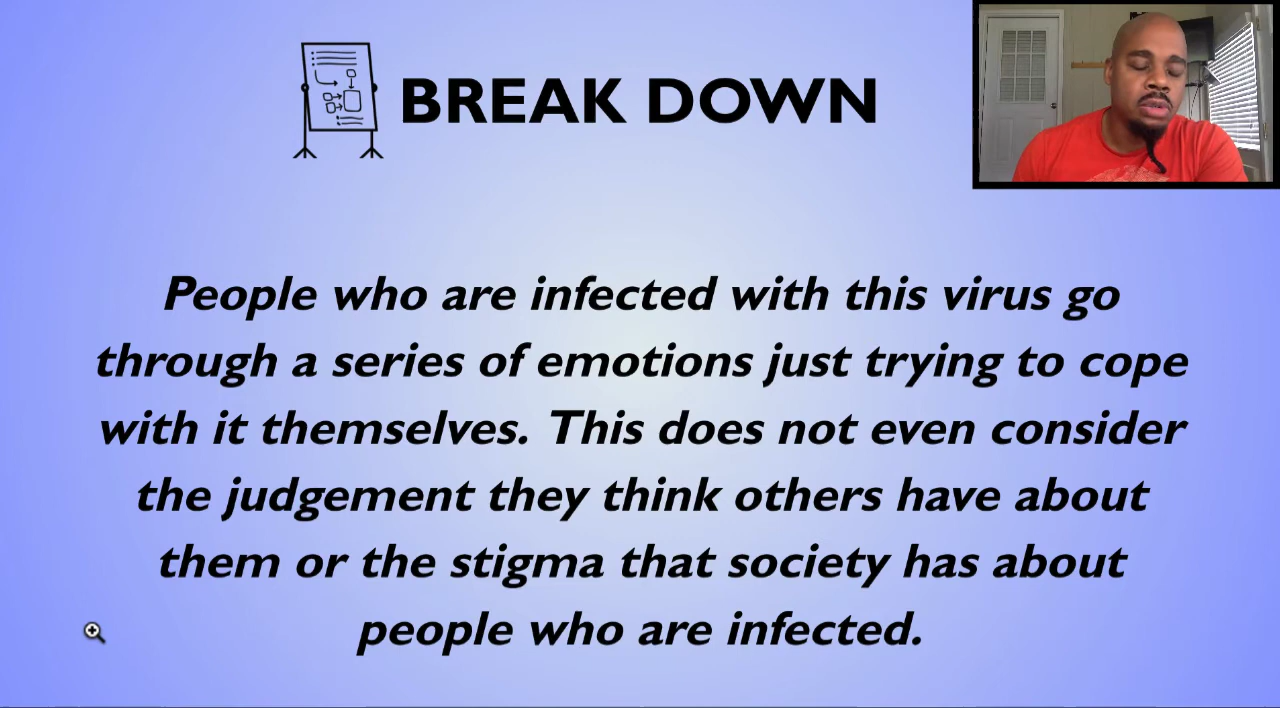 BREAK DOWN
People who are infected with this virus go
through a series of emotions just trying to cope
with it themselves. This does not even consider
the judgement they think others have about
them or the stigma that society has about
people who are infected.